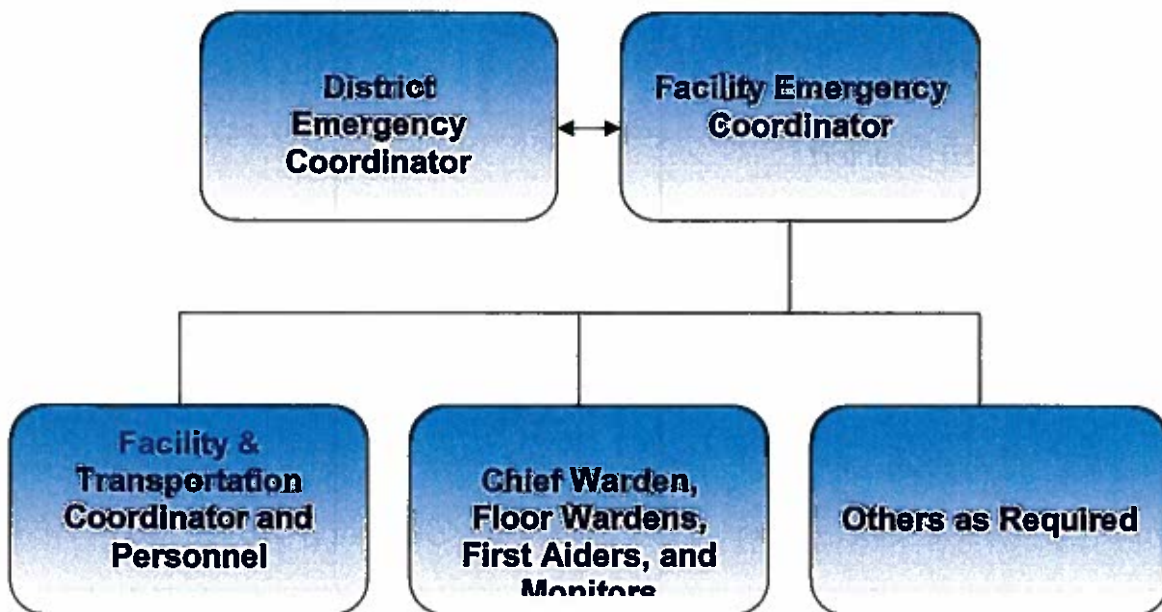 District
Emergency
Coordinator
Facility Emergency
Coordinator
Facility &
Transportation
Coordinator and
Personnel
Chief Warden,
Floor Wardens,
First Aiders, and
Monitors
Others as Required